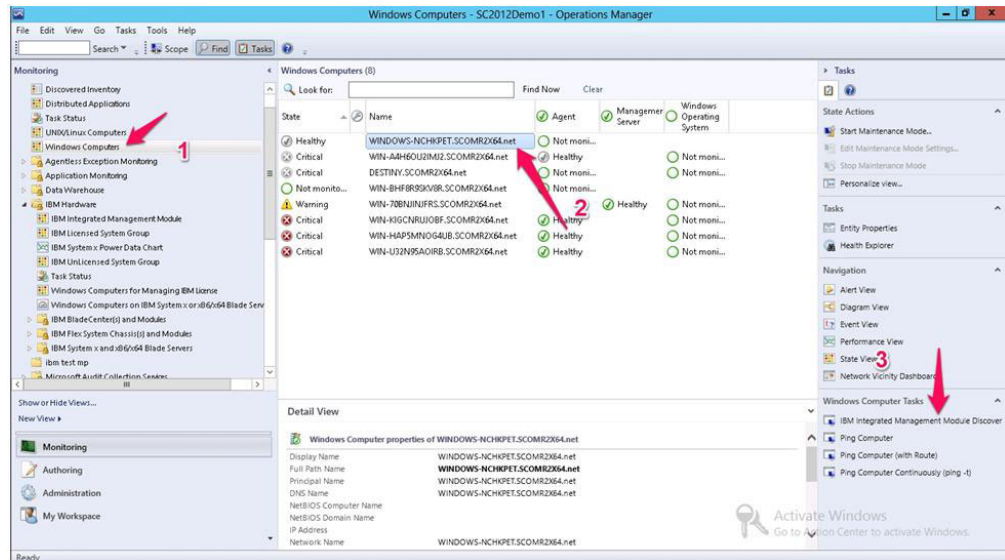 Windows Computers - SC2012Demo1 - Operations Manager
File Edit View Go Tasks Tools Help
Search Scope Find Tasks
Monitoring
Discovered Inventory
Distributed Applications
Task Status
UNIX/Linux Computers
Windows Computers
1
Agentless Exception Monitoring
Application Monitoring
Data Warehouse
IBM Hardware
IBM Integrated Management Module
IBM Licensed System Group
IBM System x Power Data Chart
IBM UnLicensed System Group
Task Status
Windows Computers for Managing IBM License
Windows Computers on IBM System x or x86/x64 Blade Serv
IBM BladeCenter(s) and Modules
IBM Flex System Chassis(s) and Modules
IBM System x and x86/x64 Blade Servers
ibm test mp
Microsoft Audit Collection Services
Show or Hide Views...
New View
Monitoring
Authoring
Administration
My Workspace
Ready
Windows Computers (8)
Look for: Find Now Clear
State Name Agent Managemer Server Windows Operating System
Healthy WINDOWS-NCHKPET.SCOMR2X64.net Not moni...
Critical WIN-A4H6OU2IMJ2.SCOMR2X64.net Healthy Not moni...
Critical DESTINY.SCOMR2X64.net Not moni... Not moni...
Not monito... WIN-BHF8R9SKV8R.SCOMR2X64.net Not moni...
Warning WIN-70BNJINJFRS.SCOMR2X64.net Healthy Not moni...
2
Critical WIN-KIGCNRUJOBF.SCOMR2X64.net Healthy Not moni...
Critical WIN-HAP5MNOG4UB.SCOMR2X64.net Healthy Not moni...
Critical WIN-U32N95AOIRB.SCOMR2X64.net Healthy Not moni...
Detail View
Windows Computer properties of WINDOWS-NCHKPET.SCOMR2X64.net
Display Name WINDOWS-NCHKPET.SCOMR2X64.net
Full Path Name WINDOWS-NCHKPET.SCOMR2X64.net
Principal Name WINDOWS-NCHKPET.SCOMR2X64.net
DNS Name WINDOWS-NCHKPET.SCOMR2X64.net
NetBIOS Computer Name
NetBIOS Domain Name
IP Address
Network Name WINDOWS-NCHKPET.SCOMR2X64.net
Tasks
State Actions
Start Maintenance Mode...
Edit Maintenance Mode Settings...
Stop Maintenance Mode
Personalize view...
Tasks
Entity Properties
Health Explorer
Navigation
Alert View
Diagram View
Event View
Performance View
State View
3
Network Vicinity Dashboard
Windows Computer Tasks
IBM Integrated Management Module Discover
Ping Computer
Ping Computer (with Route)
Ping Computer Continuously (ping -t)
Activate Windows
Go to Action Center to activate Windows.